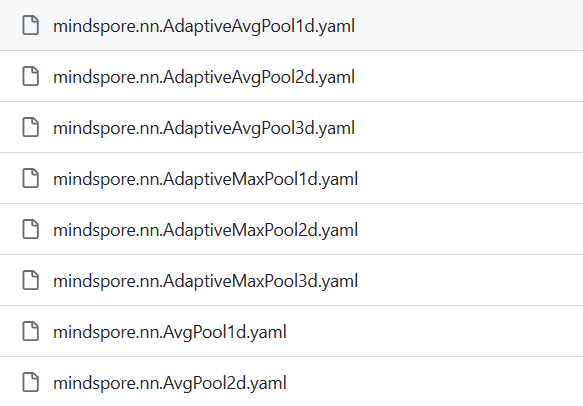 mindspore.nn.AdaptiveAvgPool1d.yaml
mindspore.nn.AdaptiveAvgPool2d.yaml
mindspore.nn.AdaptiveAvgPool3d.yaml
mindspore.nn.AdaptiveMaxPool1d.yaml
mindspore.nn.AdaptiveMaxPool2d.yaml
mindspore.nn.AdaptiveMaxPool3d.yaml
mindspore.nn.AvgPool1d.yaml
mindspore.nn.AvgPool2d.yaml